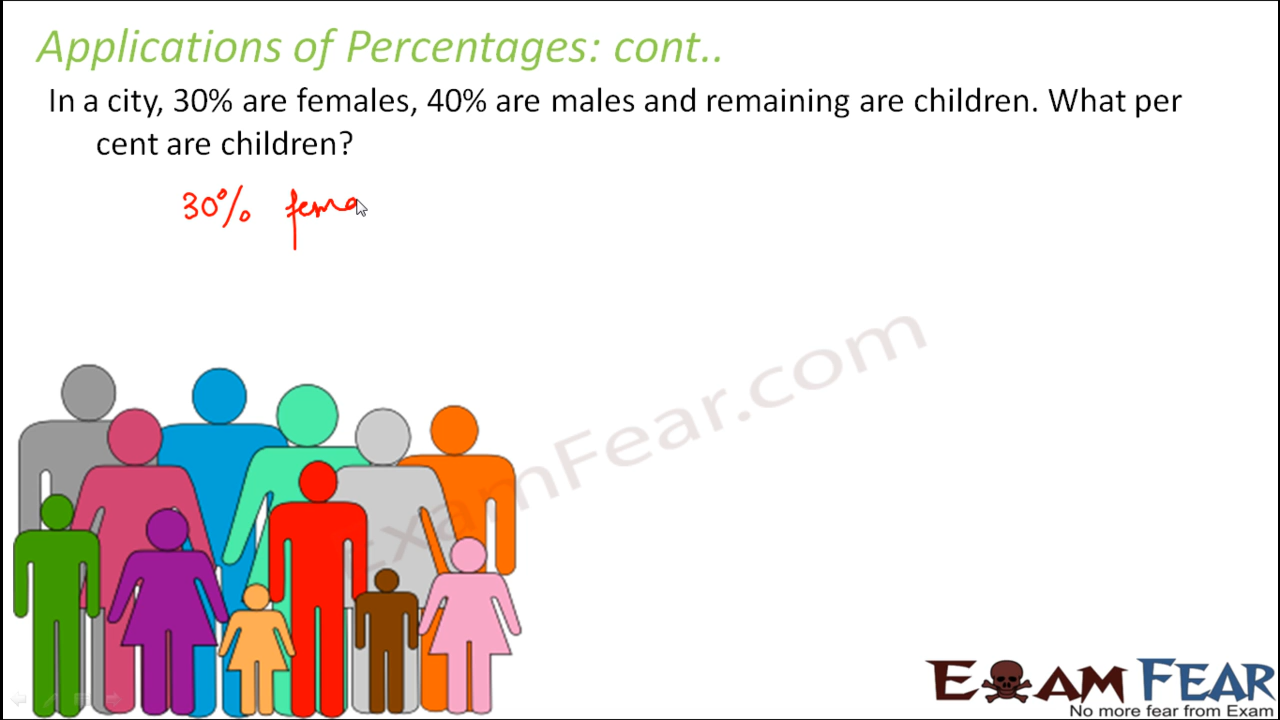 Applications of Percentages: cont..
In a city, 30% are females, 40% are males and remaining are children. What per
cent are children?
30% fema
ExamFear.com
EXAM FEAR
No more fear from Exam